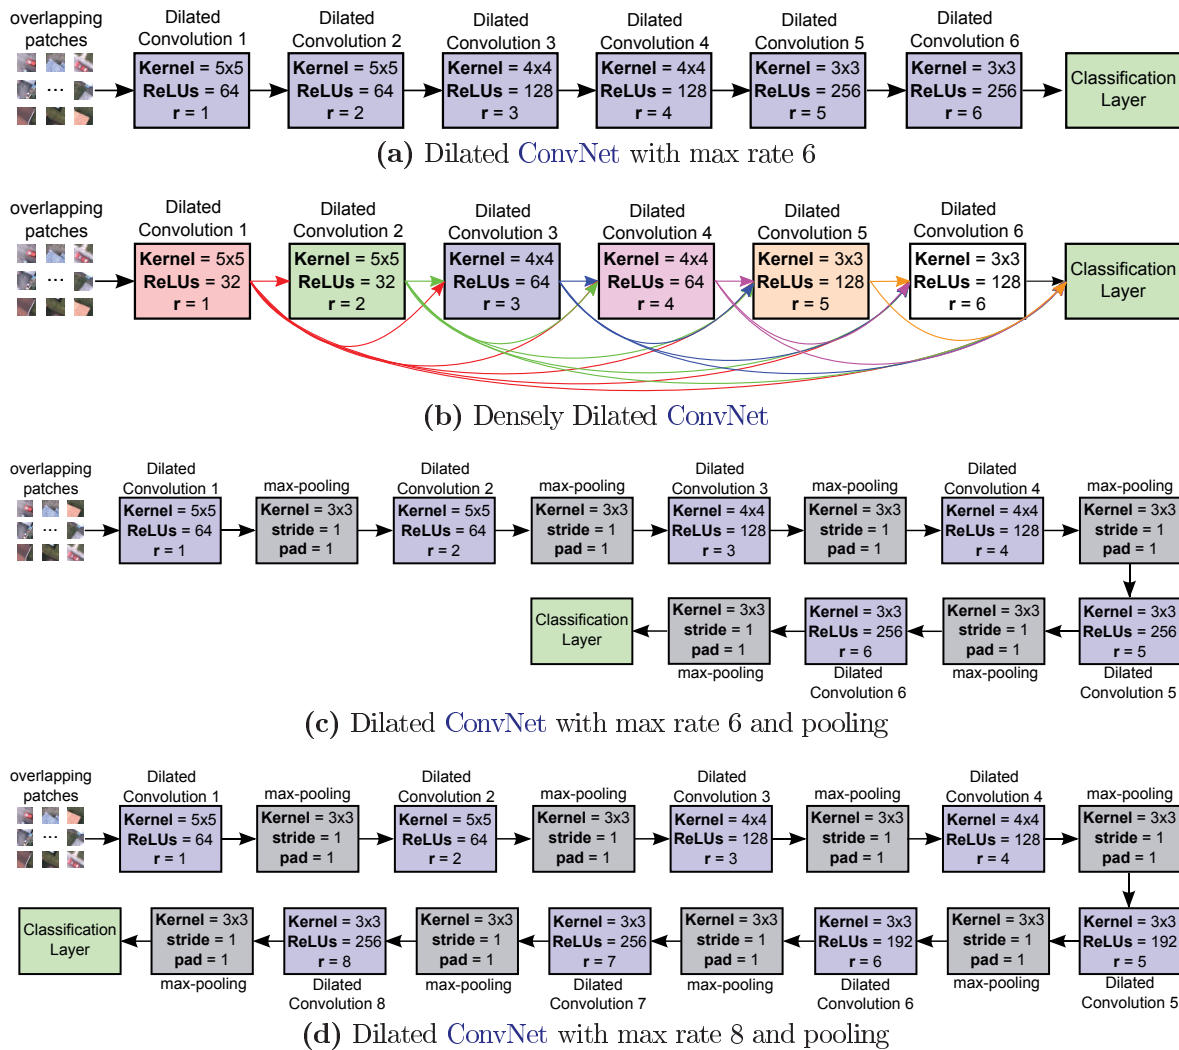 overlapping
patches
Dilated
Convolution 1
Kernel = 5x5
ReLUs = 64
r = 1
Dilated
Convolution 2
Kernel = 5x5
ReLUs = 64
r = 2
Dilated
Convolution 3
Kernel = 4x4
ReLUs = 128
r = 3
Dilated
Convolution 4
Kernel = 4x4
ReLUs = 128
r = 4
Dilated
Convolution 5
Kernel = 3x3
ReLUs = 256
r = 5
Dilated
Convolution 6
Kernel = 3x3
ReLUs = 256
r = 6
Classification
Layer
...
(a) Dilated ConvNet with max rate 6
overlapping
patches
...
Dilated
Convolution 1
Kernel = 5x5
ReLUs = 32
r = 1
Dilated
Convolution 2
Kernel = 5x5
ReLUs = 32
r = 2
Dilated
Convolution 3
Kernel = 4x4
ReLUs = 64
r = 3
Dilated
Convolution 4
Kernel = 4x4
ReLUs = 64
r = 4
Dilated
Convolution 5
Kernel = 3x3
ReLUs = 128
r = 5
Dilated
Convolution 6
Kernel = 3x3
ReLUs = 128
r = 6
Classification
Layer
(b) Densely Dilated ConvNet
overlapping
patches
...
Dilated
Convolution 1
Kernel = 5x5
ReLUs = 64
r = 1
max-pooling
Kernel = 3x3
stride = 1
pad = 1
Dilated
Convolution 2
Kernel = 5x5
ReLUs = 64
r = 2
max-pooling
Kernel = 3x3
stride = 1
pad = 1
Dilated
Convolution 3
Kernel = 4x4
ReLUs = 128
r = 3
max-pooling
Kernel = 3x3
stride = 1
pad = 1
Dilated
Convolution 4
Kernel = 4x4
ReLUs = 128
r = 4
max-pooling
Kernel = 3x3
stride = 1
pad = 1
Kernel = 3x3
ReLUs = 256
r = 5
Dilated
Convolution 5
Kernel = 3x3
stride = 1
pad = 1
max-pooling
Kernel = 3x3
ReLUs = 256
r = 6
Dilated
Convolution 6
Kernel = 3x3
stride = 1
pad = 1
max-pooling
Classification
Layer
(c) Dilated ConvNet with max rate 6 and pooling
overlapping
patches
...
Dilated
Convolution 1
Kernel = 5x5
ReLUs = 64
r = 1
max-pooling
Kernel = 3x3
stride = 1
pad = 1
Dilated
Convolution 2
Kernel = 5x5
ReLUs = 64
r = 2
max-pooling
Kernel = 3x3
stride = 1
pad = 1
Dilated
Convolution 3
Kernel = 4x4
ReLUs = 128
r = 3
max-pooling
Kernel = 3x3
stride = 1
pad = 1
Dilated
Convolution 4
Kernel = 4x4
ReLUs = 128
r = 4
max-pooling
Kernel = 3x3
stride = 1
pad = 1
Kernel = 3x3
ReLUs = 192
r = 5
Dilated
Convolution 5
Kernel = 3x3
stride = 1
pad = 1
max-pooling
Kernel = 3x3
ReLUs = 192
r = 6
Dilated
Convolution 6
Kernel = 3x3
stride = 1
pad = 1
max-pooling
Kernel = 3x3
ReLUs = 256
r = 7
Dilated
Convolution 7
Kernel = 3x3
stride = 1
pad = 1
max-pooling
Kernel = 3x3
ReLUs = 256
r = 8
Dilated
Convolution 8
Kernel = 3x3
stride = 1
pad = 1
max-pooling
Classification
Layer
(d) Dilated ConvNet with max rate 8 and pooling